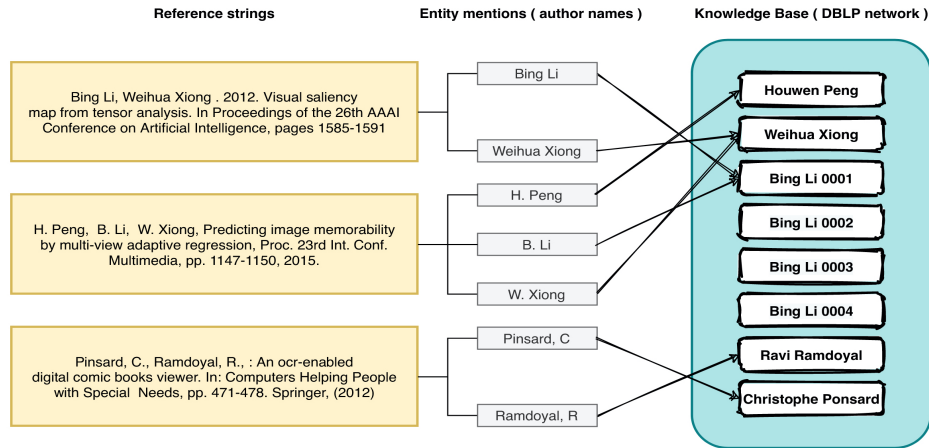 Reference strings
Entity mentions ( author names )
Knowledge Base ( DBLP network )
Bing Li, Weihua Xiong . 2012. Visual saliency
map from tensor analysis. In Proceedings of the 26th AAAI
Conference on Artificial Intelligence, pages 1585-1591
H. Peng, B. Li, W. Xiong, Predicting image memorability
by multi-view adaptive regression, Proc. 23rd Int. Conf.
Multimedia, pp. 1147-1150, 2015.
Pinsard, C., Ramdoyal, R., : An ocr-enabled
digital comic books viewer. In: Computers Helping People
with Special Needs, pp. 471-478. Springer, (2012)
Bing Li
Weihua Xiong
H. Peng
B. Li
W. Xiong
Pinsard, C
Ramdoyal, R
Houwen Peng
Weihua Xiong
Bing Li 0001
Bing Li 0002
Bing Li 0003
Bing Li 0004
Ravi Ramdoyal
Christophe Ponsard